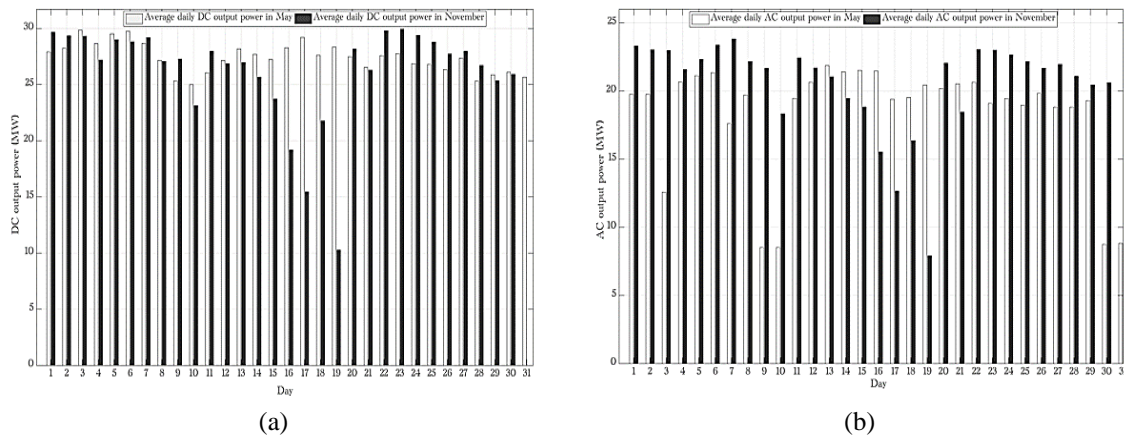 Average daily DC output power in May Average daily DC output power in November
30
25
20
15
10
5
0
DC output power (MW)
1 2 3 4 5 6 7 8 9 10 11 12 13 14 15 16 17 18 19 20 21 22 23 24 25 26 27 28 29 30 31
Day
(a)
Average daily AC output power in May Average daily AC output power in November
25
20
15
10
5
0
AC output power (MW)
1 2 3 4 5 6 7 8 9 10 11 12 13 14 15 16 17 18 19 20 21 22 23 24 25 26 27 28 29 30 3
Day
(b)